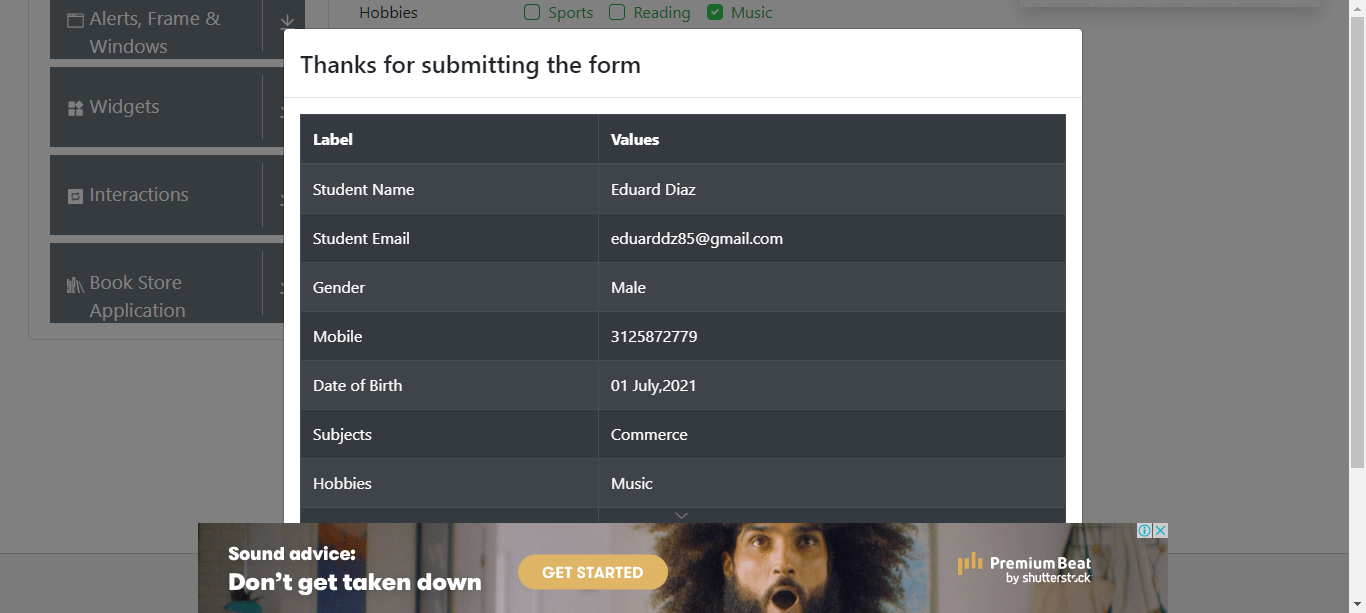 Alerts, Frame &
Windows
Hobbies Sports Reading Music
Thanks for submitting the form
Widgets
Label Values
Interactions
Student Name Eduard Diaz
Student Email eduarddz85@gmail.com
Book Store
Application
Gender Male
Mobile 3125872779
Date of Birth 01 July,2021
Subjects Commerce
Hobbies Music
Sound advice:
Don't get taken down
GET STARTED
PremiumBeat
by shutterstock